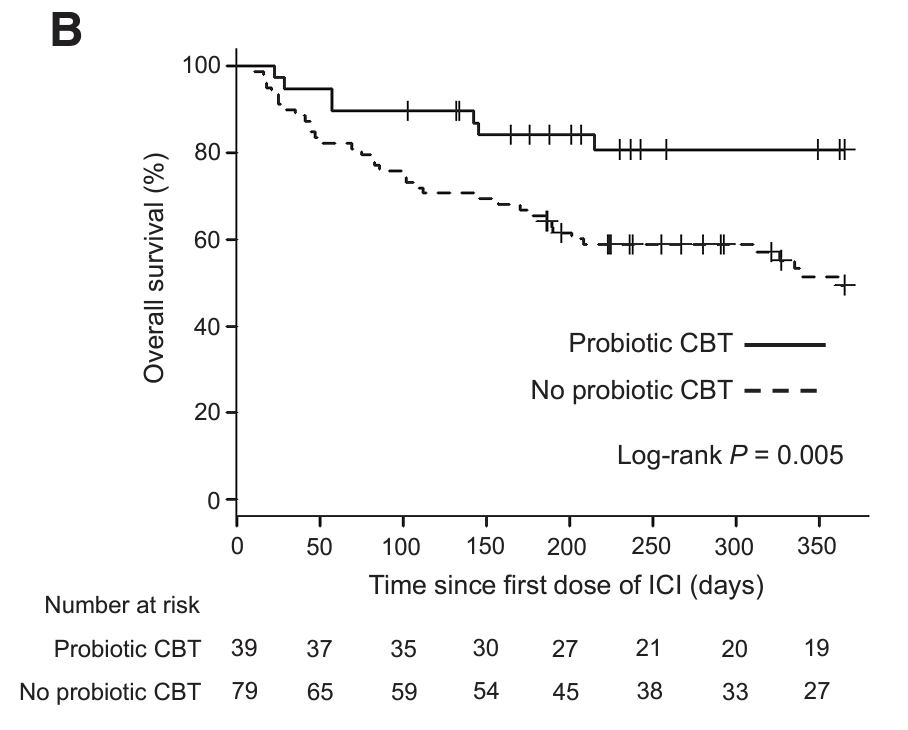 B
100
80
60
40
20
0
Overall survival (%)
Probiotic CBT
No probiotic CBT
Log-rank P = 0.005
0 50 100 150 200 250 300 350
Time since first dose of ICI (days)
Number at risk
Probiotic CBT 39 37 35 30 27 21 20 19
No probiotic CBT 79 65 59 54 45 38 33 27